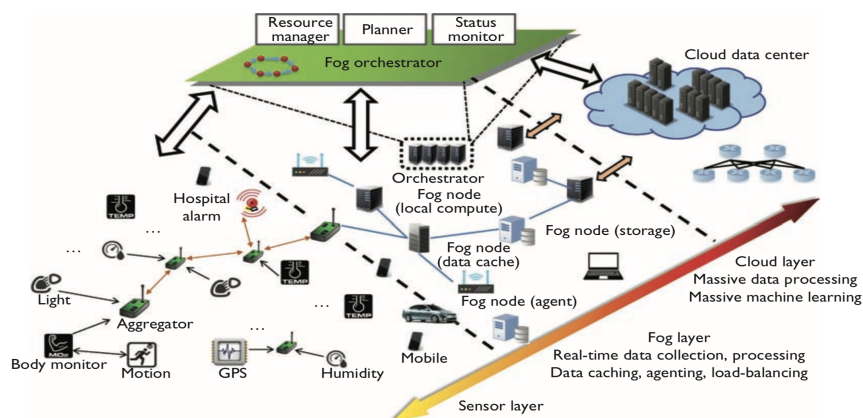 Resource
manager
Planner
Status
monitor
Fog orchestrator
Cloud data center
Orchestrator
Fog node
(local compute)
Hospital
alarm
TEMP
...
...
Fog node
(data cache)
Fog node (storage)
TEMP
Light
Aggregator
...
TEMP
Fog node (agent)
Cloud layer
Massive data processing
Massive machine learning
...
Body monitor
Motion
GPS
Humidity
Mobile
Fog layer
Real-time data collection, processing
Data caching, agenting, load-balancing
Sensor layer